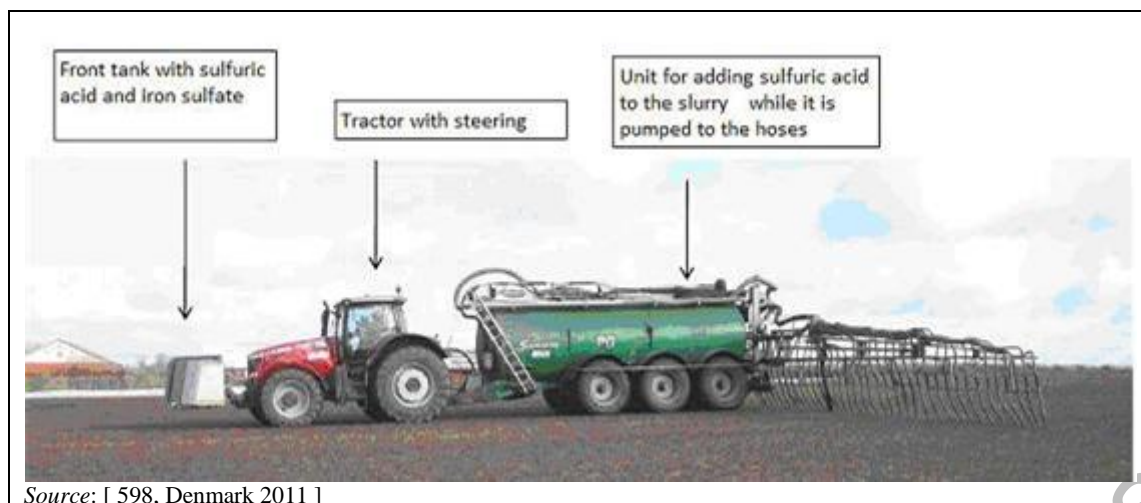 Front tank with sulfuric
acid and iron sulfate
Tractor with steering
Unit for adding sulfuric acid
to the slurry while it is
pumped to the hoses
Source: [ 598, Denmark 2011 ]